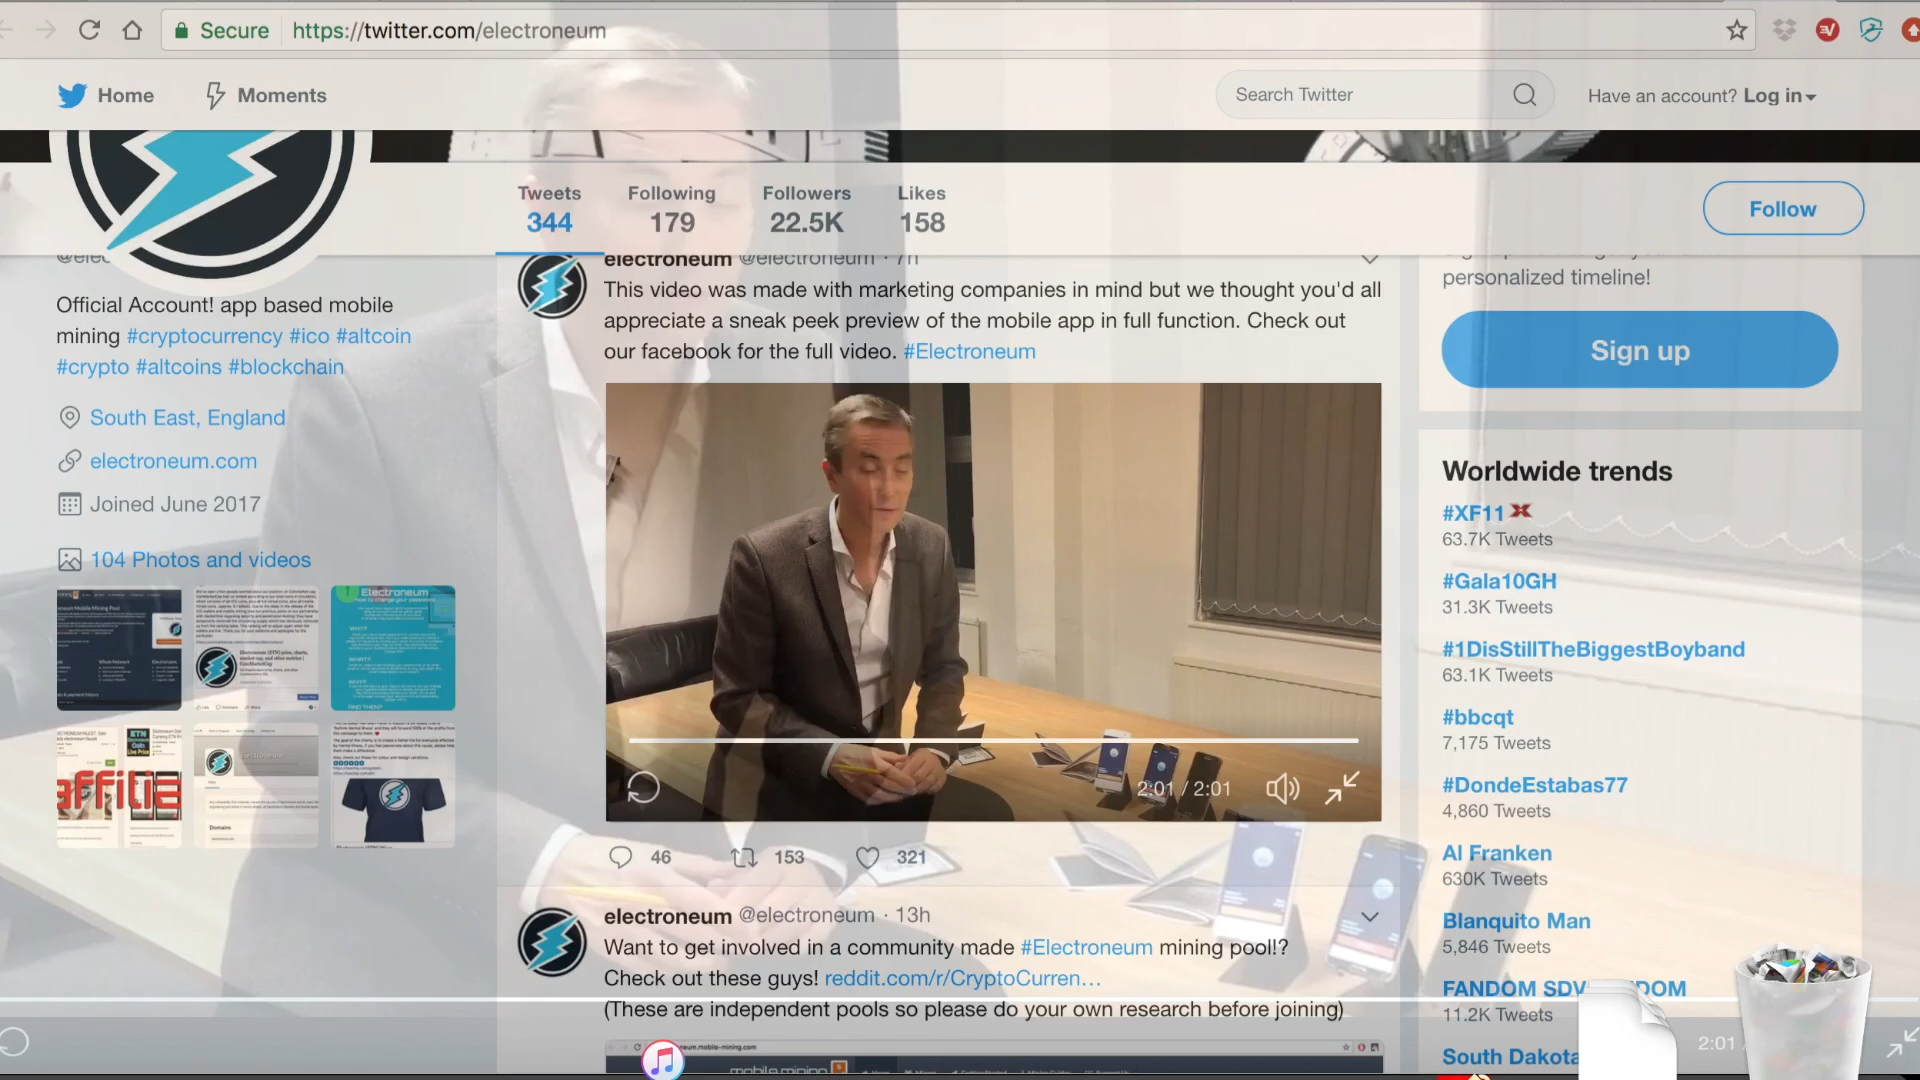 Secure
https://twitter.com/electroneum
Home
Moments
Search Twitter
Have an account? Log in
Tweets
344
Following
179
Followers
22.5K
Likes
158
Follow
Official Account! app based mobile
mining #cryptocurrency #ico #altcoin
#crypto #altcoins #blockchain
South East, England
electroneum.com
Joined June 2017
104 Photos and videos
Electroneum
affilia
Domains
electroneum @electroneum · 7h
This video was made with marketing companies in mind but we thought you'd all
appreciate a sneak peek preview of the mobile app in full function. Check out
our facebook for the full video. #Electroneum
2:01 / 2:01
46
153
321
electroneum @electroneum · 13h
Want to get involved in a community made #Electroneum mining pool!?
Check out these guys! reddit.com/r/CryptoCurren…
(These are independent pools so please do your own research before joining)
personalized timeline!
Sign up
Worldwide trends
#XF11
63.7K Tweets
#Gala10GH
31.3K Tweets
#1DisStillTheBiggestBoyband
63.1K Tweets
#bbcqt
7,175 Tweets
#DondeEstabas77
4,860 Tweets
Al Franken
630K Tweets
Blanquito Man
5,846 Tweets
FANDOM
11.2K Tweets
South Dakota
2:01